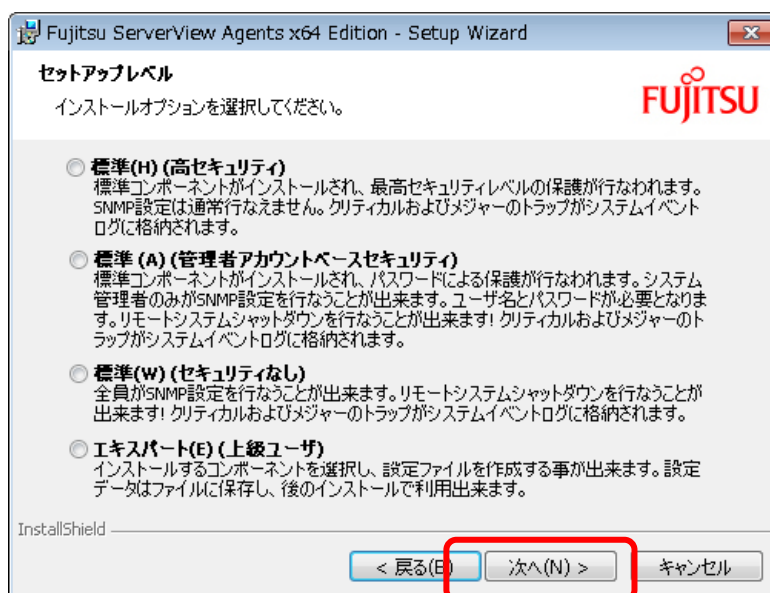 Fujitsu ServerView Agents x64 Edition - Setup Wizard
セットアップレベル
インストールオプションを選択してください。
FUJITSU
標準(H) (高セキュリティ)
標準コンポーネントがインストールされ、最高セキュリティレベルの保護が行なわれます。
SNMP設定は通常行なえません。クリティカルおよびメジャーのトラップがシステムイベント
ログに格納されます。
標準 (A) (管理者アカウントベースセキュリティ)
標準コンポーネントがインストールされ、パスワードによる保護が行なわれます。システム
管理者のみがSNMP設定を行なうことが出来ます。ユーザ名とパスワードが必要となりま
す。リモートシステムシャットダウンを行なうことが出来ます! クリティカルおよびメジャーのト
ラップがシステムイベントログに格納されます。
標準(W) (セキュリティなし)
全員がSNMP設定を行なうことが出来ます。リモートシステムシャットダウンを行なうことが
出来ます! クリティカルおよびメジャーのトラップがシステムイベントログに格納されます。
エキスパート(E) (上級ユーザ)
インストールするコンポーネントを選択し、設定ファイルを作成する事が出来ます。設定
データはファイルに保存し、後のインストールで利用出来ます。
InstallShield
< 戻る(B)
次へ(N) >
キャンセル